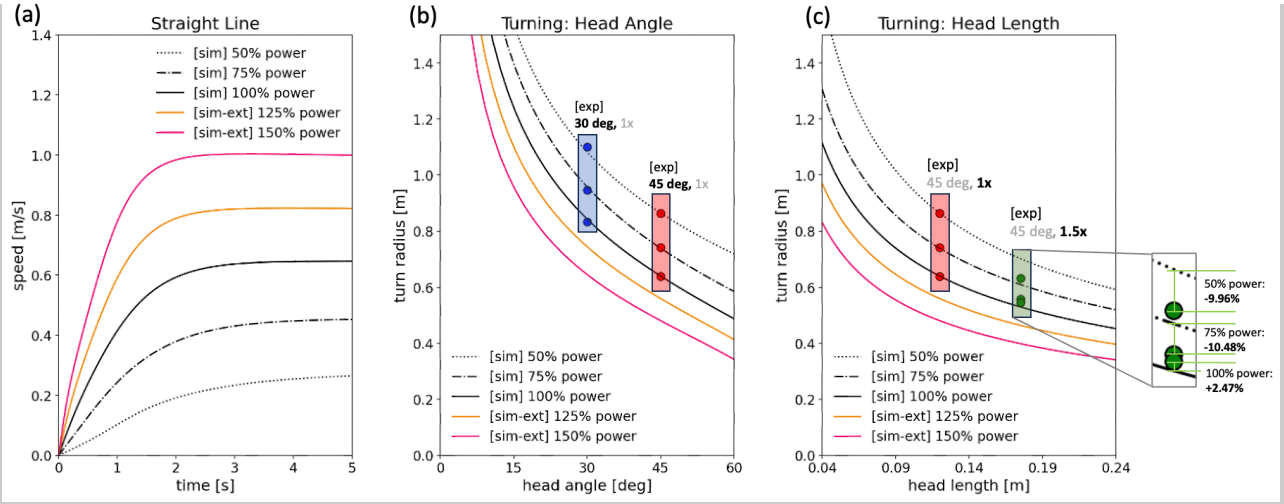 (a)
Straight Line
1.4
1.2
1.0
0.8
0.6
0.4
0.2
0.0
speed [m/s]
[sim] 50% power
[sim] 75% power
[sim] 100% power
[sim-ext] 125% power
[sim-ext] 150% power
0 1 2 3 4 5
time [s]
(b)
Turning: Head Angle
1.4
1.2
1.0
0.8
0.6
0.4
0.2
0.0
turn radius [m]
[exp]
30 deg, 1x
[exp]
45 deg, 1x
[sim] 50% power
[sim] 75% power
[sim] 100% power
[sim-ext] 125% power
[sim-ext] 150% power
0 15 30 45 60
head angle [deg]
(c)
Turning: Head Length
1.4
1.2
1.0
0.8
0.6
0.4
0.2
0.0
turn radius [m]
[exp]
45 deg, 1x
[exp]
45 deg, 1.5x
[sim] 50% power
[sim] 75% power
[sim] 100% power
[sim-ext] 125% power
[sim-ext] 150% power
0.04 0.09 0.14 0.19 0.24
head length [m]
50% power:
-9.96%
75% power:
-10.48%
100% power:
+2.47%